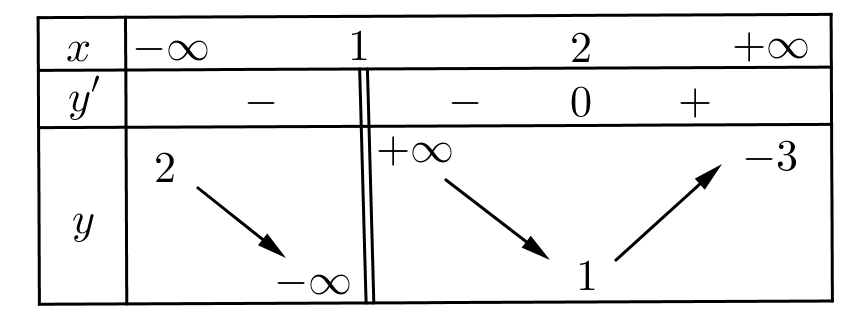 x −∞ 1 2 +∞
y′ − − 0 +
+∞
2 −3
y
−∞ 1